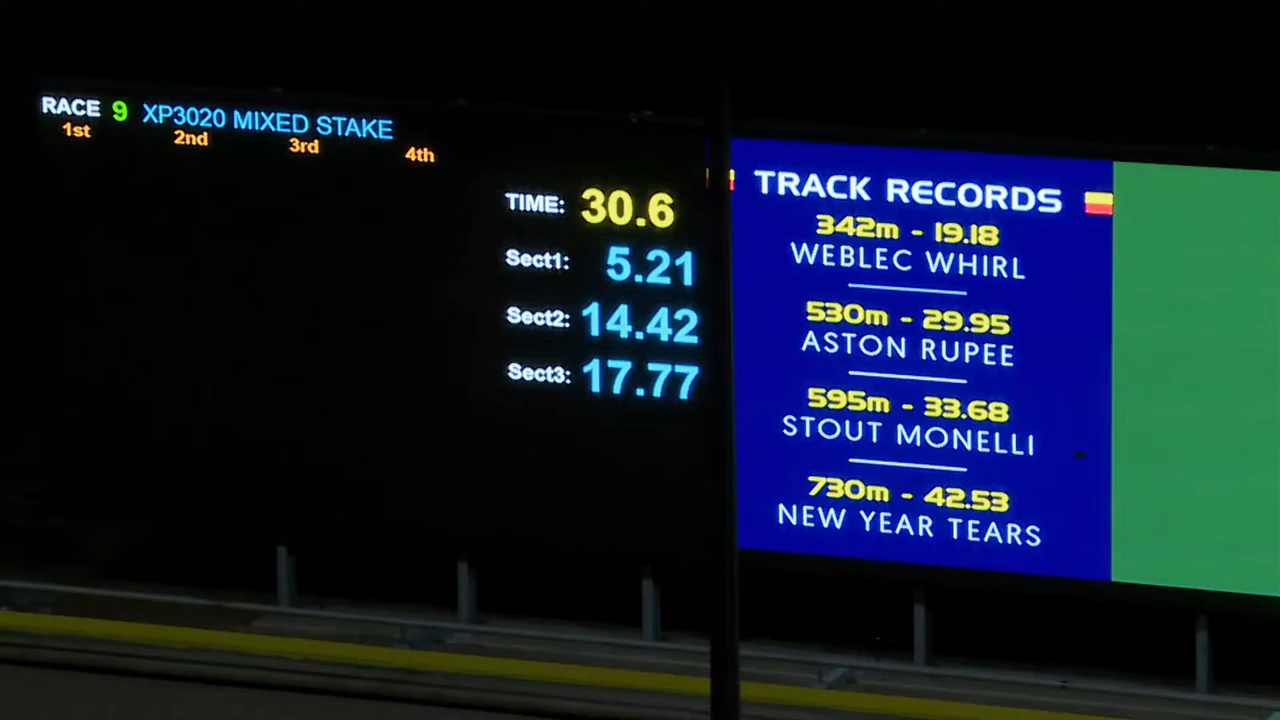 RACE 9 XP3020 MIXED STAKE
1st 2nd 3rd 4th
TIME: 30.6
Sect1: 5.21
Sect2: 14.42
Sect3: 17.77
TRACK RECORDS
342m - 19.18
WEBLEC WHIRL
530m - 29.95
ASTON RUPEE
595m - 33.68
STOUT MONELLI
730m - 42.53
NEW YEAR TEARS